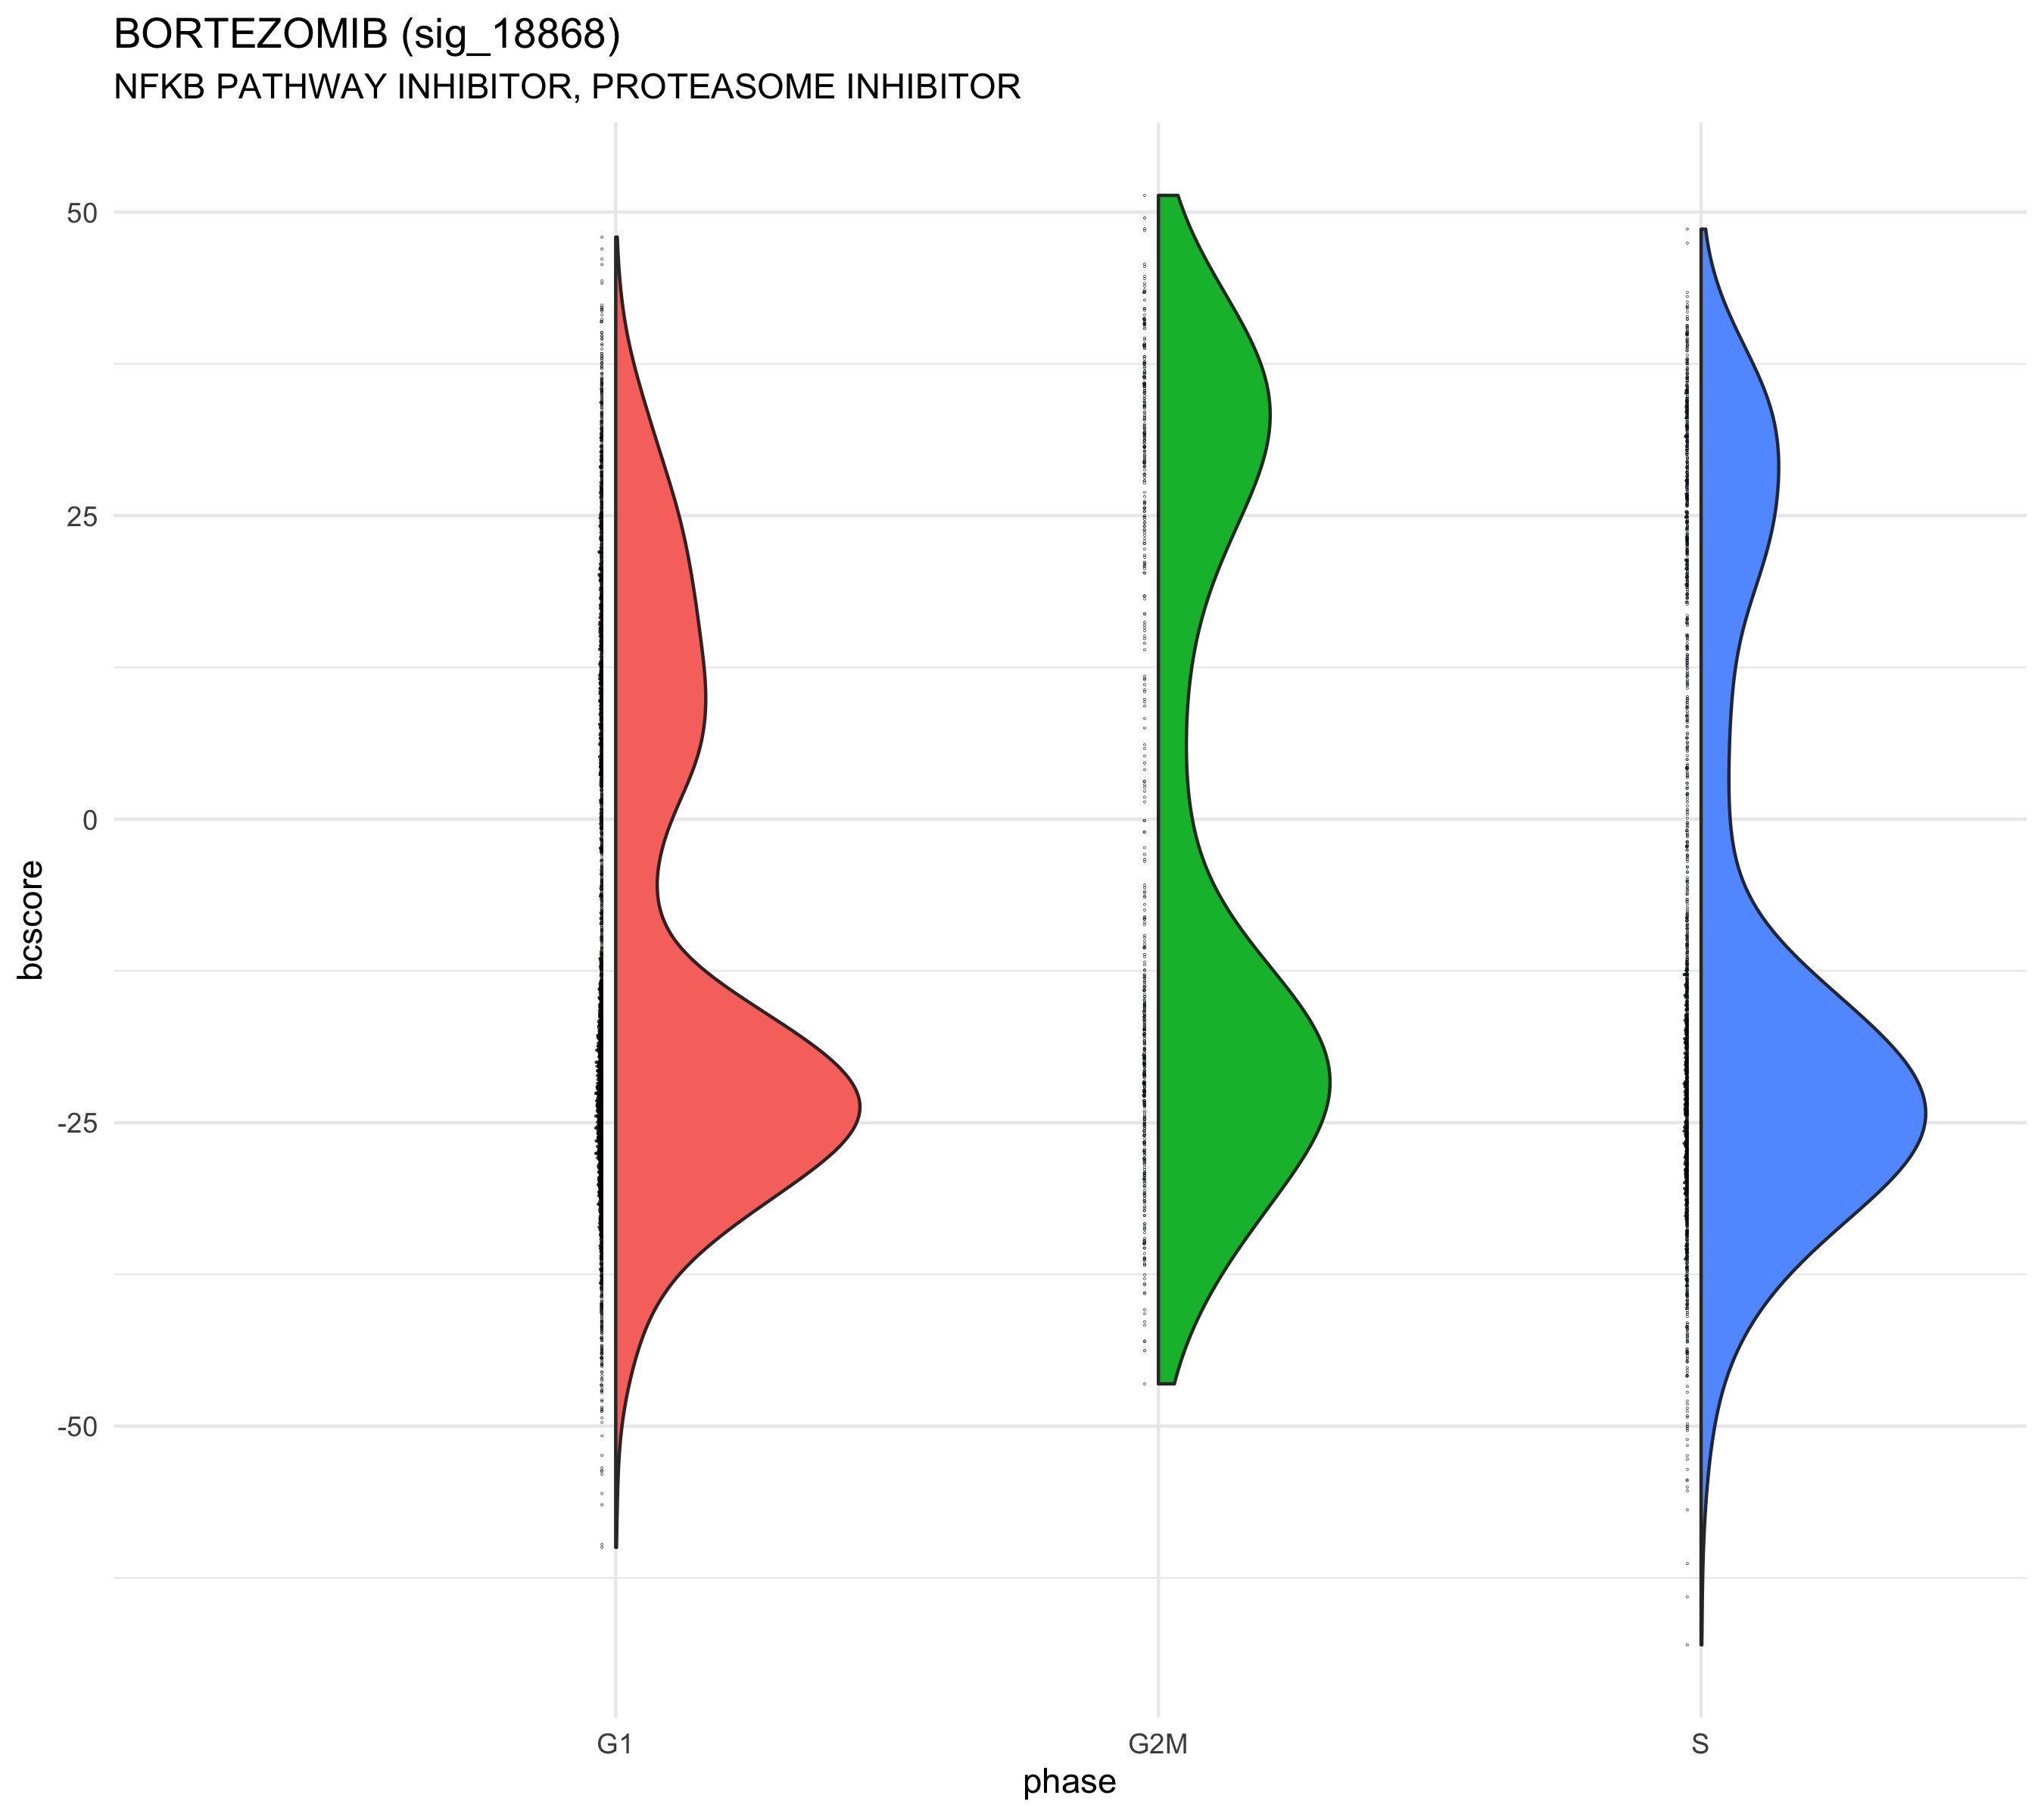 BORTEZOMIB (sig_18868)
NFKB PATHWAY INHIBITOR, PROTEASOME INHIBITOR
50
25
0
-25
-50
bcscore
G1
G2M
S
phase